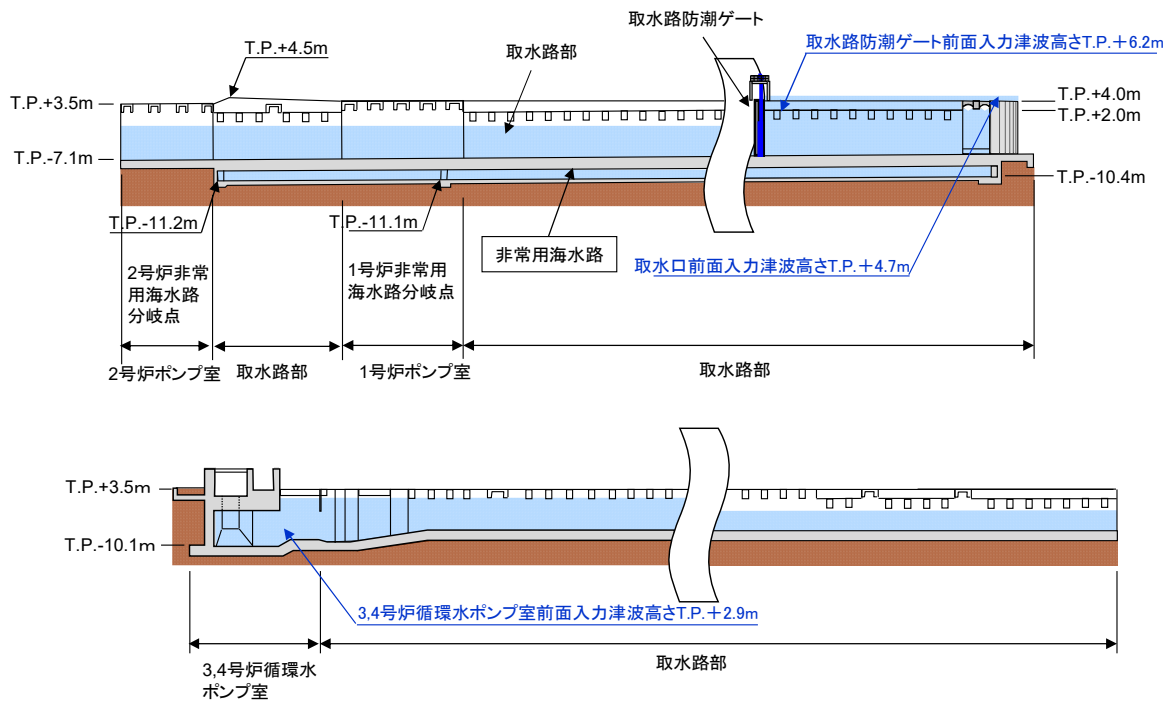 取水路防潮ゲート
取水路防潮ゲート前面入力津波高さT.P.＋6.2m
T.P.+4.5m
取水路部
T.P.+3.5m
T.P.+4.0m
T.P.+2.0m
T.P.-7.1m
T.P.-10.4m
T.P.-11.2m
T.P.-11.1m
非常用海水路
取水口前面入力津波高さT.P.＋4.7m
2号炉非常
用海水路
分岐点
1号炉非常用
海水路分岐点
2号炉ポンプ室
取水路部
1号炉ポンプ室
取水路部
T.P.+3.5m
T.P.-10.1m
3,4号炉循環水ポンプ室前面入力津波高さT.P.＋2.9m
3,4号炉循環水
ポンプ室
取水路部